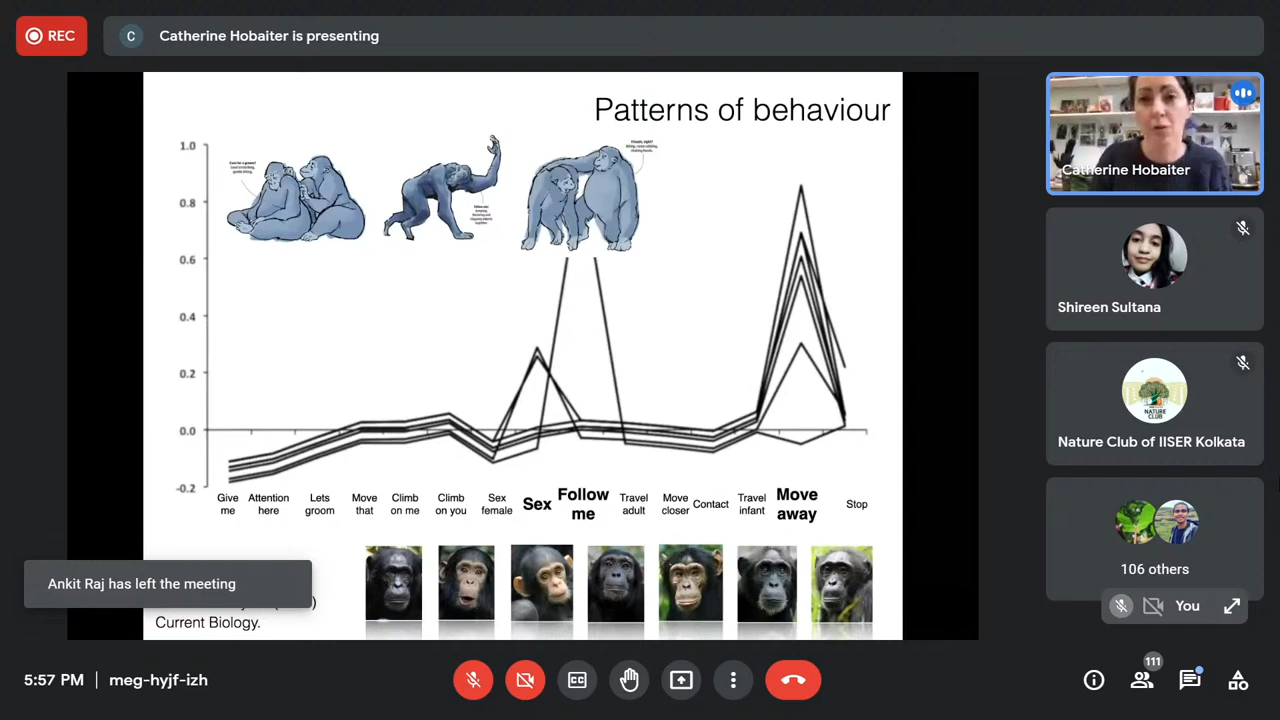 REC
C
Catherine Hobaiter is presenting
Patterns of behaviour
1.0
0.8
0.6
0.4
0.2
0.0
-0.2
Give me
Attention here
Lets groom
Move that
Climb on me
Climb on you
Sex female
Sex
Follow me
Travel adult
Move closer
Contact
Travel infant
Move away
Stop
Current Biology.
Ankit Raj has left the meeting
Catherine Hobaiter
Shireen Sultana
NATURE CLUB
Nature Club of IISER Kolkata
106 others
You
5:57 PM | meg-hyjf-izh
CC
111